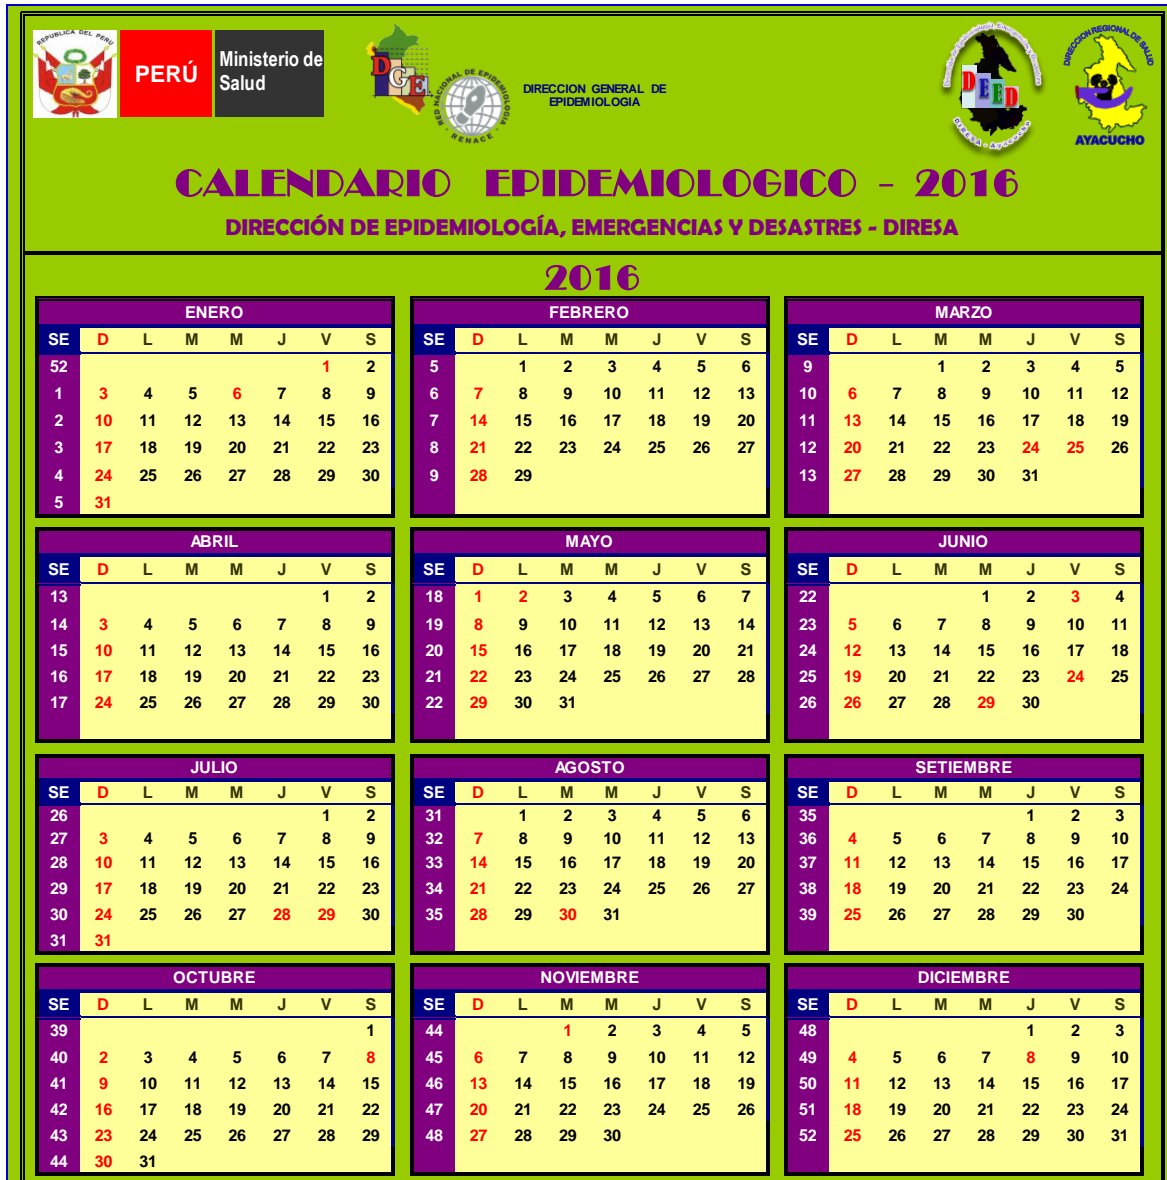 REPUBLICA DEL PERU
PERÚ
Ministerio de
Salud
DGE
RED NACIONAL DE EPIDEMIOLOGIA
RENACE
DIRECCION GENERAL DE
EPIDEMIOLOGIA
DEED
DIRESA - Ayacucho
DIRECCION REGIONAL DE SALUD
AYACUCHO
CALENDARIO EPIDEMIOLOGICO - 2016
DIRECCIÓN DE EPIDEMIOLOGÍA, EMERGENCIAS Y DESASTRES - DIRESA
2016
ENERO
SE D L M M J V S
52 1 2
1 3 4 5 6 7 8 9
2 10 11 12 13 14 15 16
3 17 18 19 20 21 22 23
4 24 25 26 27 28 29 30
5 31
FEBRERO
SE D L M M J V S
5 1 2 3 4 5 6
6 7 8 9 10 11 12 13
7 14 15 16 17 18 19 20
8 21 22 23 24 25 26 27
9 28 29
MARZO
SE D L M M J V S
9 1 2 3 4 5
10 6 7 8 9 10 11 12
11 13 14 15 16 17 18 19
12 20 21 22 23 24 25 26
13 27 28 29 30 31
ABRIL
SE D L M M J V S
13 1 2
14 3 4 5 6 7 8 9
15 10 11 12 13 14 15 16
16 17 18 19 20 21 22 23
17 24 25 26 27 28 29 30
MAYO
SE D L M M J V S
18 1 2 3 4 5 6 7
19 8 9 10 11 12 13 14
20 15 16 17 18 19 20 21
21 22 23 24 25 26 27 28
22 29 30 31
JUNIO
SE D L M M J V S
22 1 2 3 4
23 5 6 7 8 9 10 11
24 12 13 14 15 16 17 18
25 19 20 21 22 23 24 25
26 26 27 28 29 30
JULIO
SE D L M M J V S
26 1 2
27 3 4 5 6 7 8 9
28 10 11 12 13 14 15 16
29 17 18 19 20 21 22 23
30 24 25 26 27 28 29 30
31 31
AGOSTO
SE D L M M J V S
31 1 2 3 4 5 6
32 7 8 9 10 11 12 13
33 14 15 16 17 18 19 20
34 21 22 23 24 25 26 27
35 28 29 30 31
SETIEMBRE
SE D L M M J V S
35 1 2 3
36 4 5 6 7 8 9 10
37 11 12 13 14 15 16 17
38 18 19 20 21 22 23 24
39 25 26 27 28 29 30
OCTUBRE
SE D L M M J V S
39 1
40 2 3 4 5 6 7 8
41 9 10 11 12 13 14 15
42 16 17 18 19 20 21 22
43 23 24 25 26 27 28 29
44 30 31
NOVIEMBRE
SE D L M M J V S
44 1 2 3 4 5
45 6 7 8 9 10 11 12
46 13 14 15 16 17 18 19
47 20 21 22 23 24 25 26
48 27 28 29 30
DICIEMBRE
SE D L M M J V S
48 1 2 3
49 4 5 6 7 8 9 10
50 11 12 13 14 15 16 17
51 18 19 20 21 22 23 24
52 25 26 27 28 29 30 31